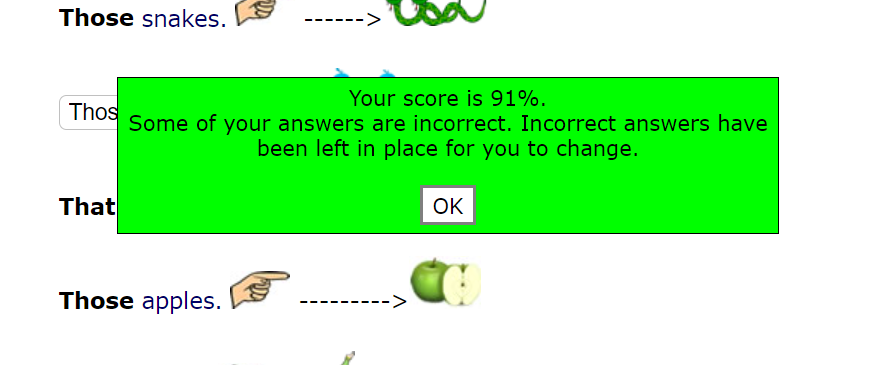 Those snakes. ------>
Thos
Your score is 91%.
Some of your answers are incorrect. Incorrect answers have
been left in place for you to change.
OK
That
Those apples. --------->